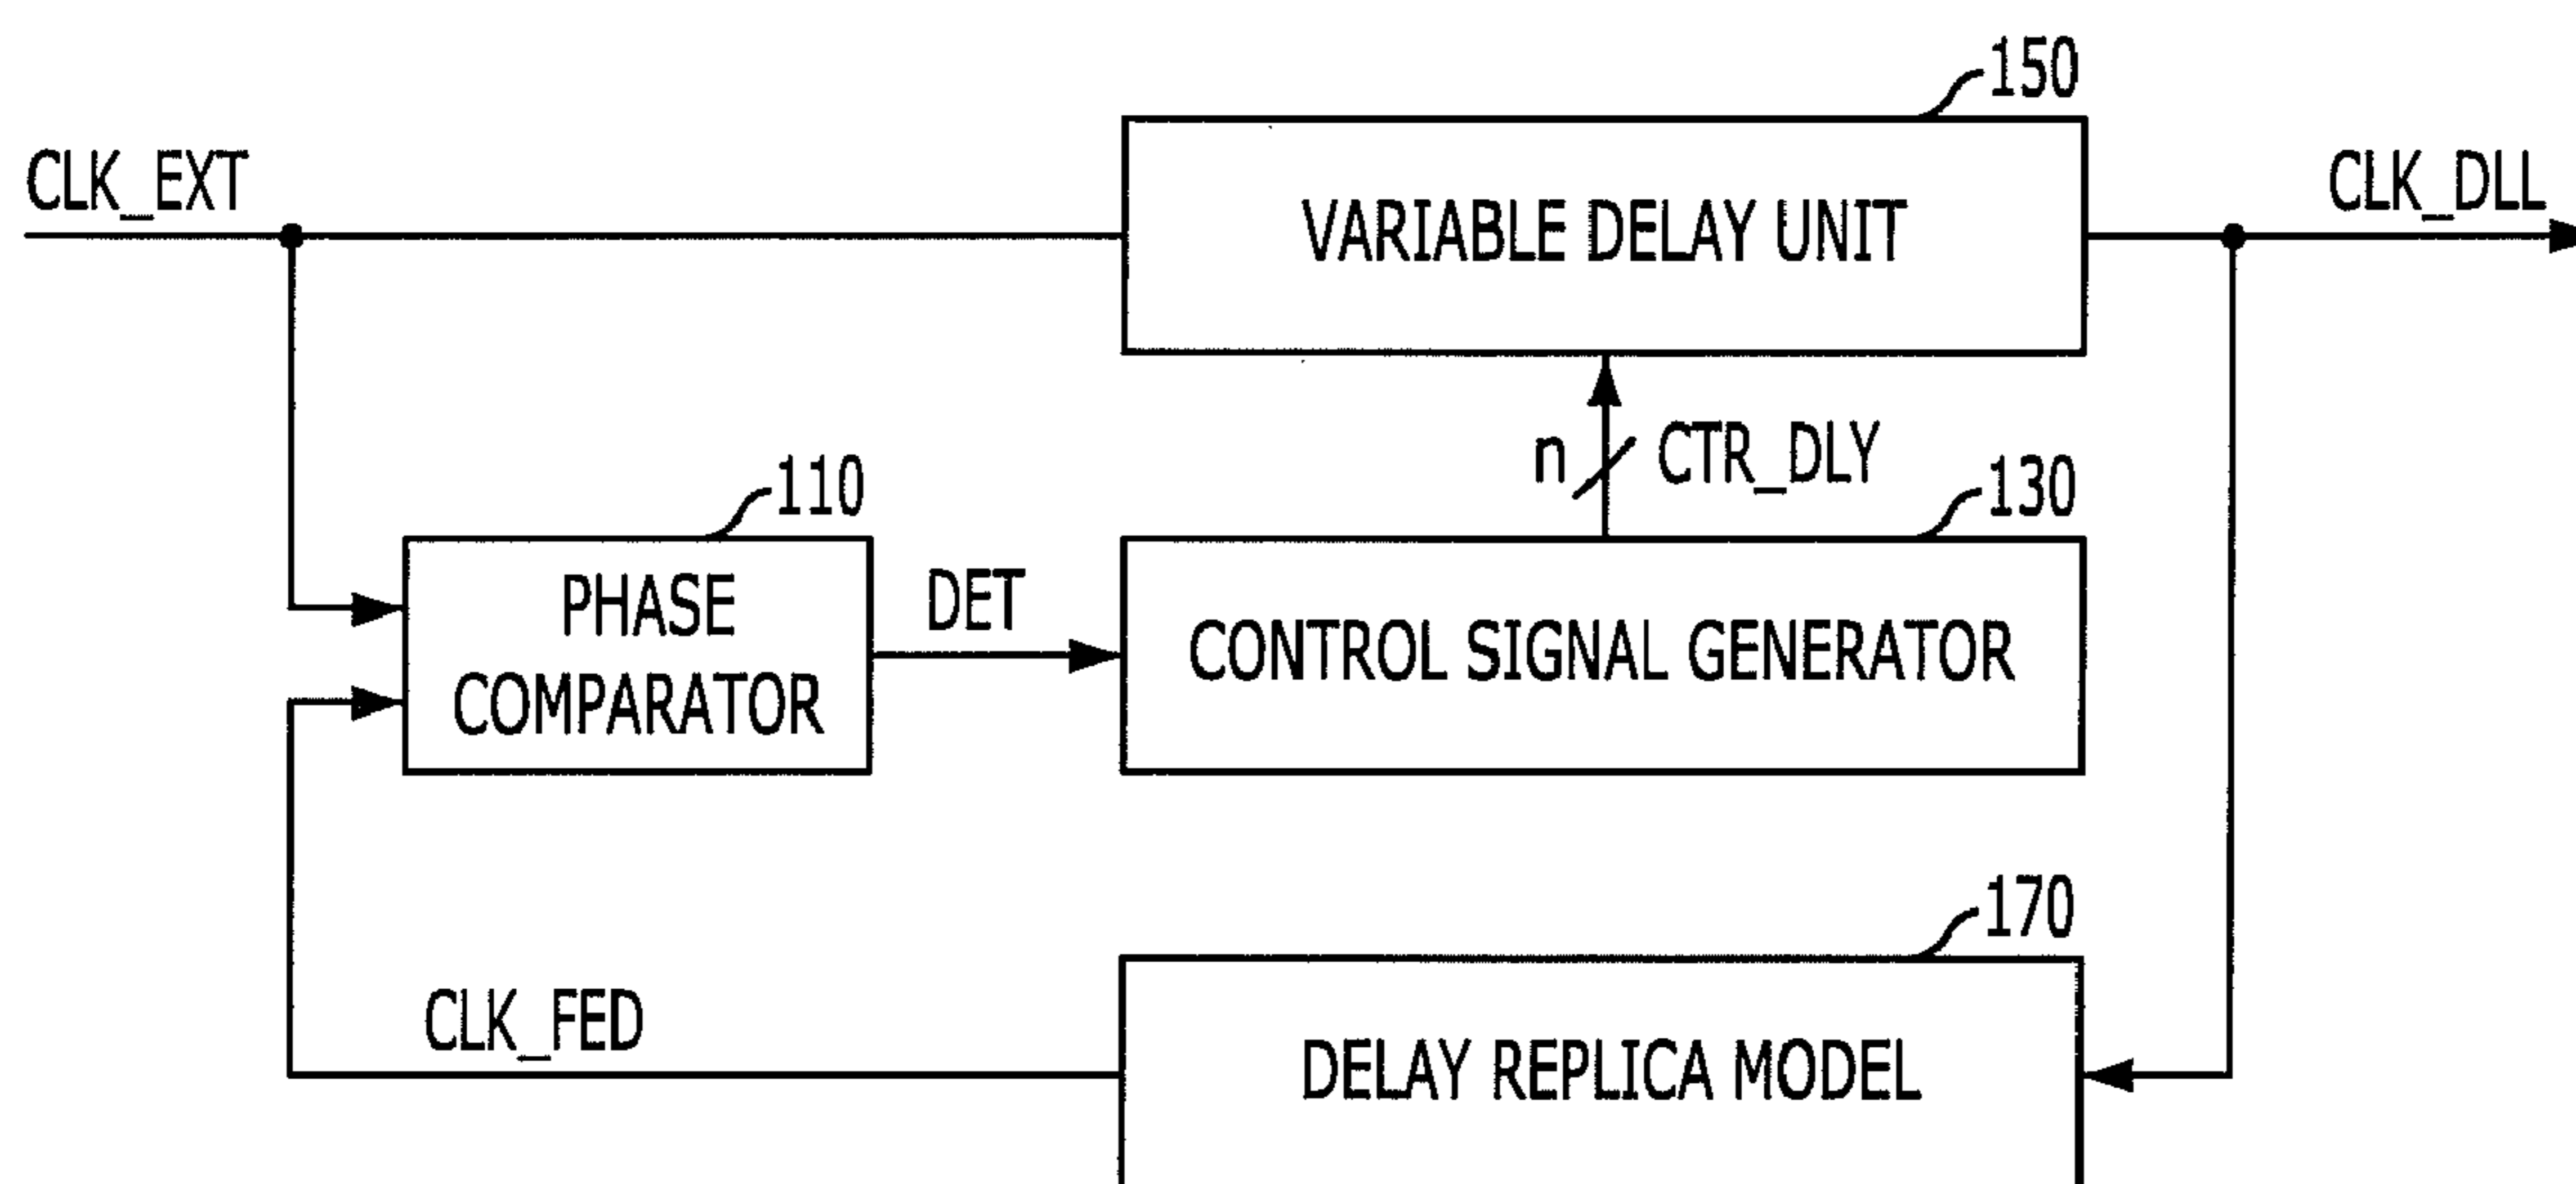 150
CLK_EXT
VARIABLE DELAY UNIT
CLK_DLL
n
CTR_DLY
110
130
PHASE
COMPARATOR
DET
CONTROL SIGNAL GENERATOR
170
CLK_FED
DELAY REPLICA MODEL